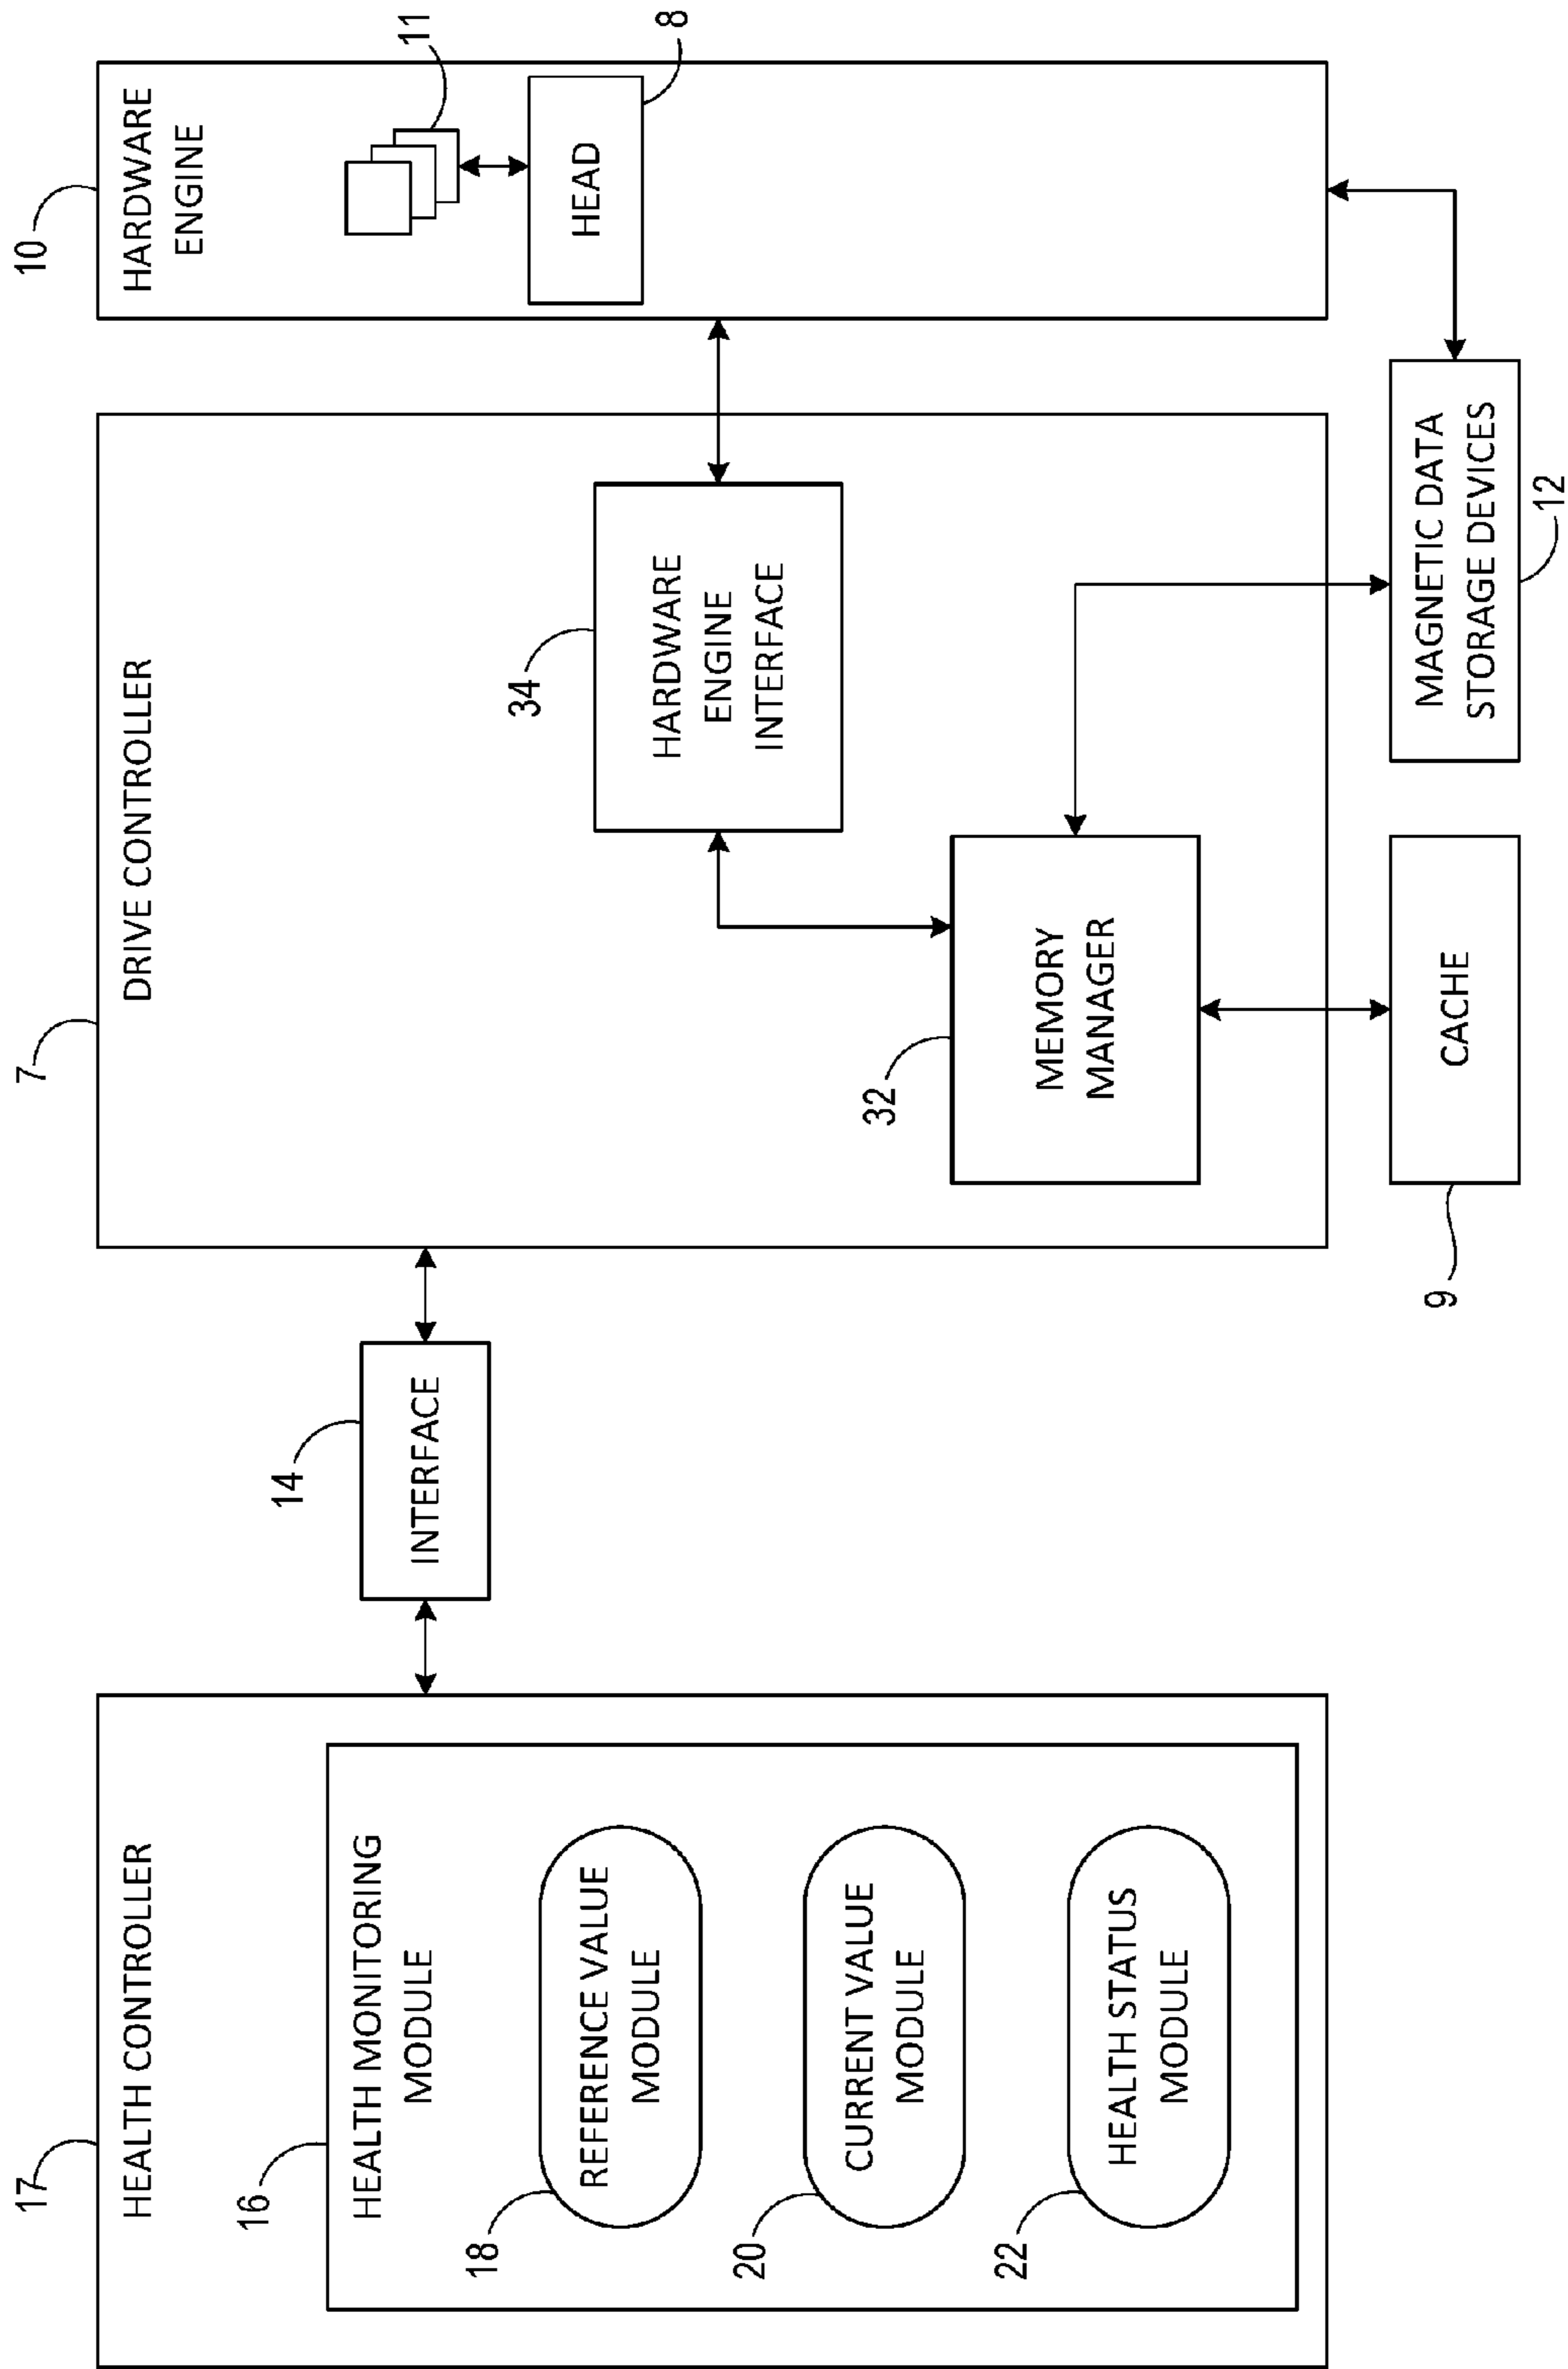 17
HEALTH CONTROLLER
16
HEALTH MONITORING
MODULE
18
REFERENCE VALUE
MODULE
20
CURRENT VALUE
MODULE
22
HEALTH STATUS
MODULE
14
INTERFACE
7
DRIVE CONTROLLER
34
HARDWARE
ENGINE
INTERFACE
32
MEMORY
MANAGER
9
CACHE
MAGNETIC DATA
STORAGE DEVICES
12
10
HARDWARE
ENGINE
11
HEAD
8